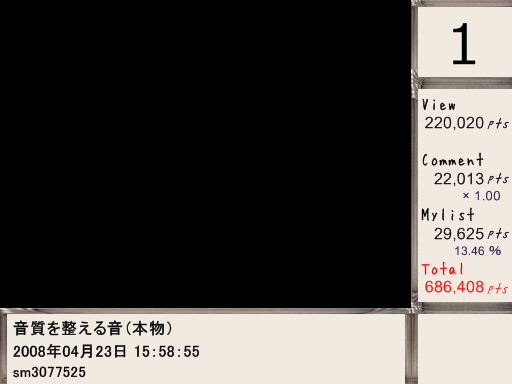 1
View
220,020 pts
Comment
22,013 pts
× 1.00
Mylist
29,625 pts
13.46 %
Total
686,408 pts
音質を整える音(本物)
2008年04月23日 15:58:55
sm3077525